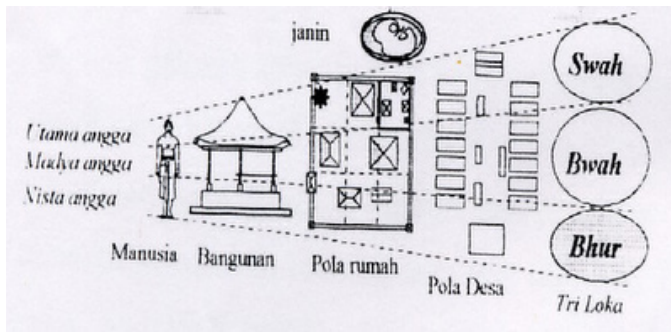 janin
Swah
Utama angga
Madya angga
Bwah
Nista angga
Bhur
Manusia
Bangunan
Pola rumah
Pola Desa
Tri Loka